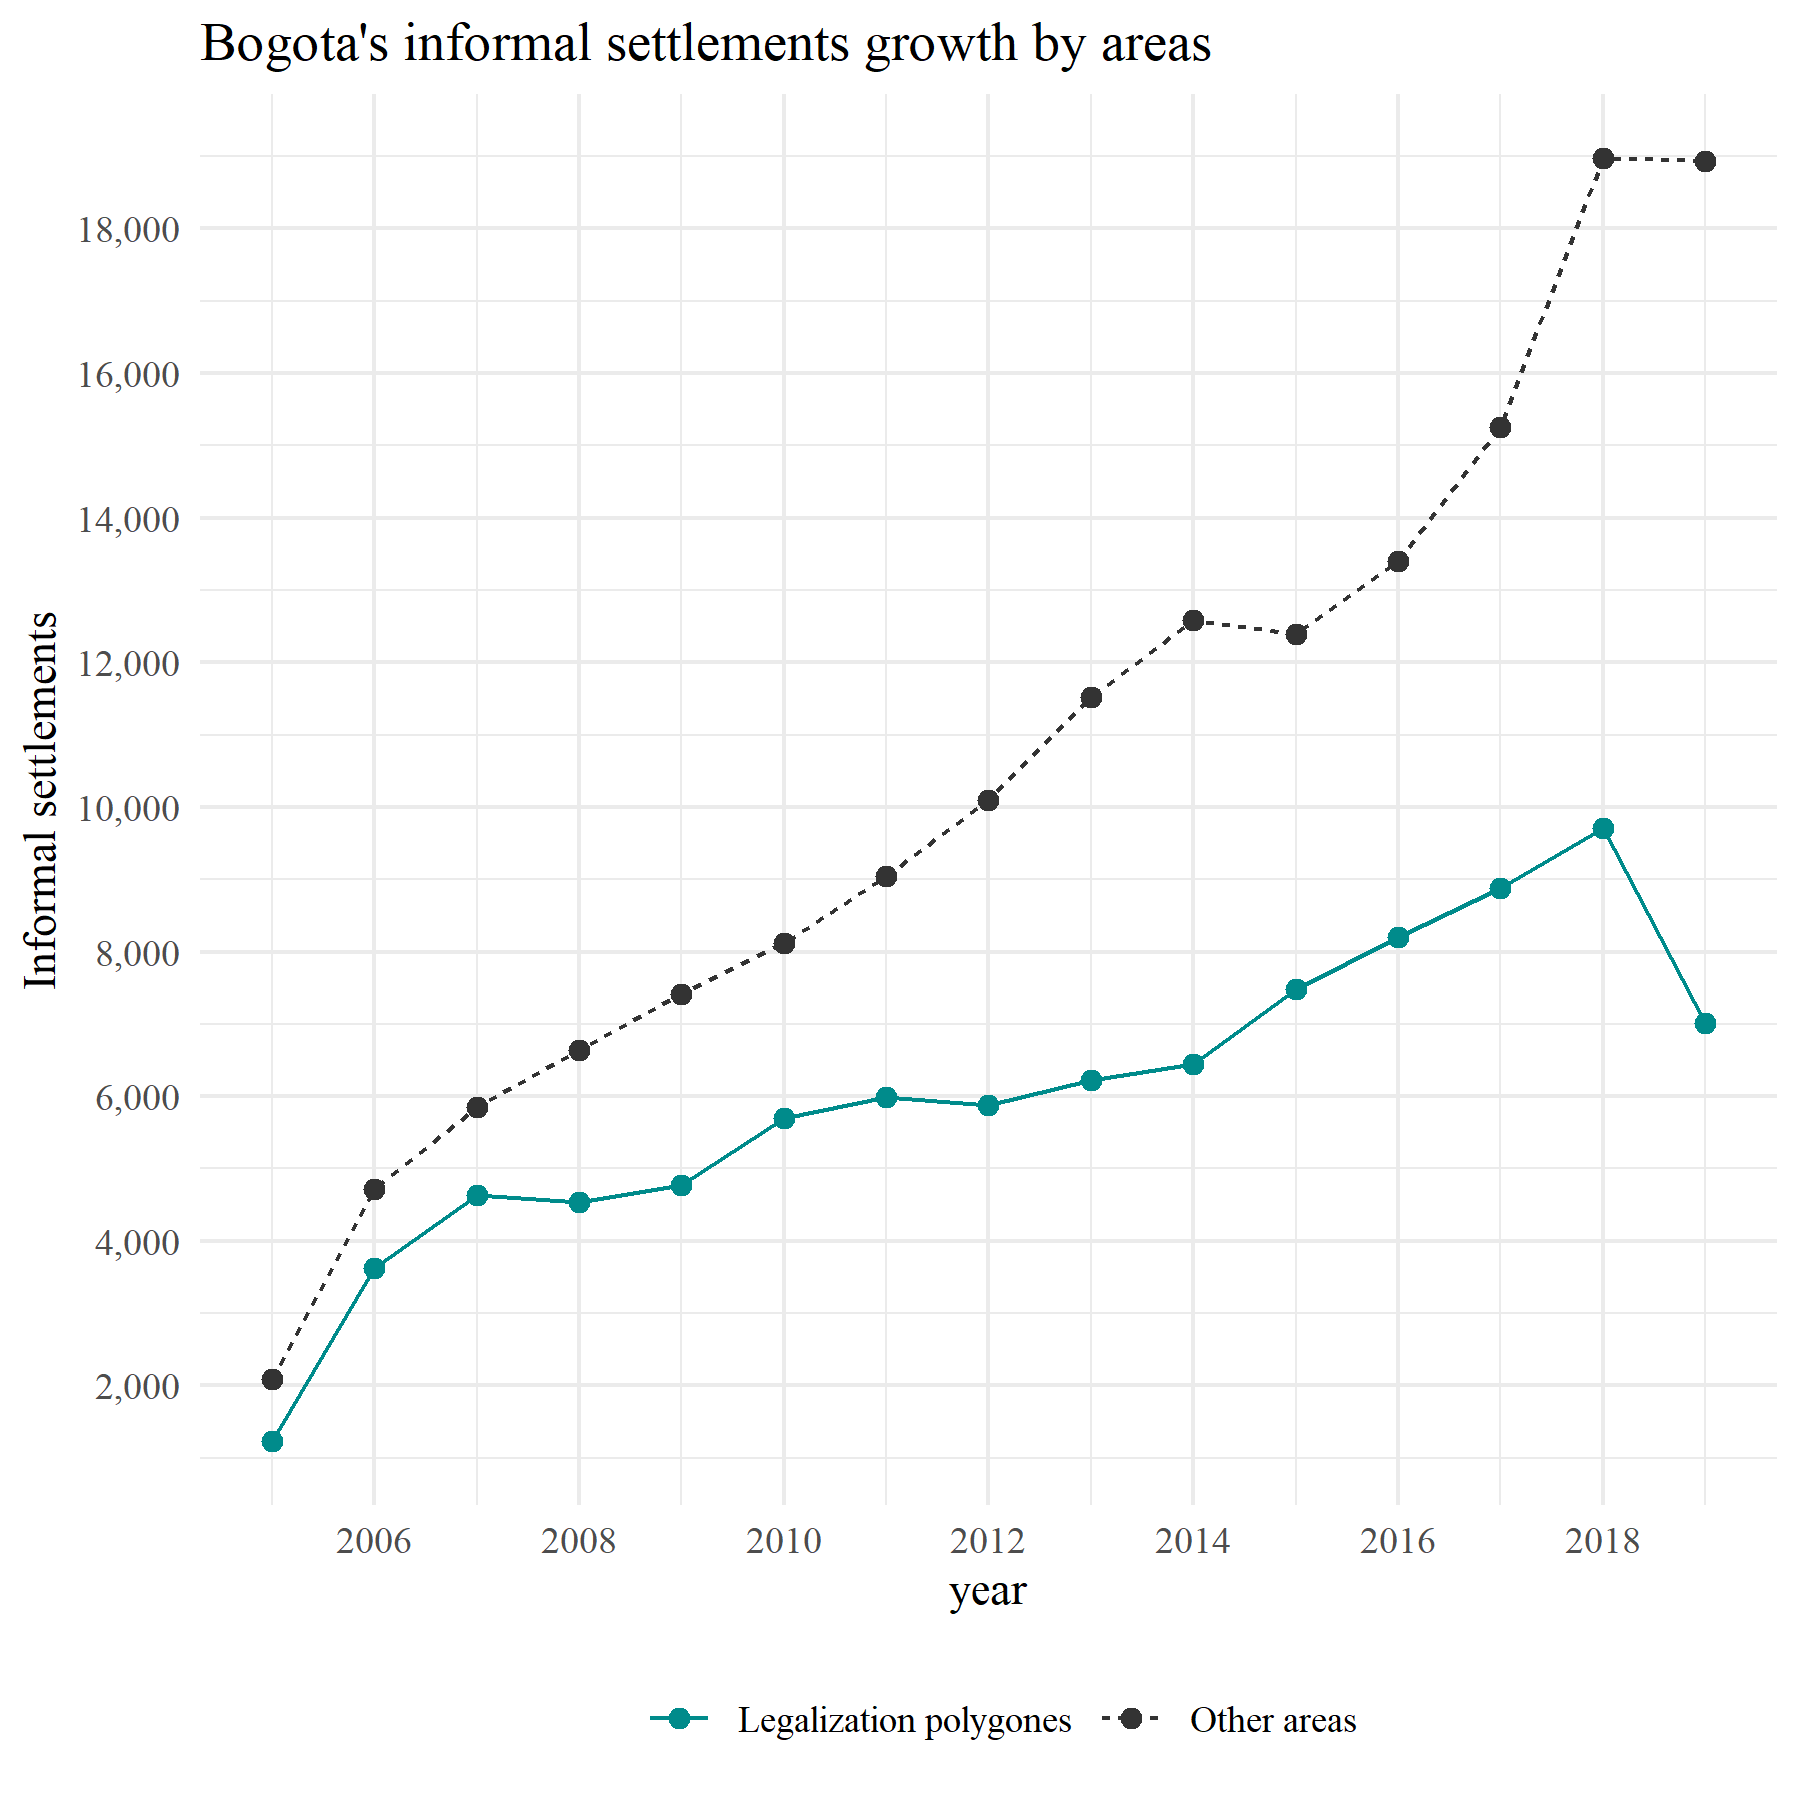 Bogota's informal settlements growth by areas
Informal settlements
18,000
16,000
14,000
12,000
10,000
8,000
6,000
4,000
2,000
2006 2008 2010 2012 2014 2016 2018
year
Legalization polygones Other areas